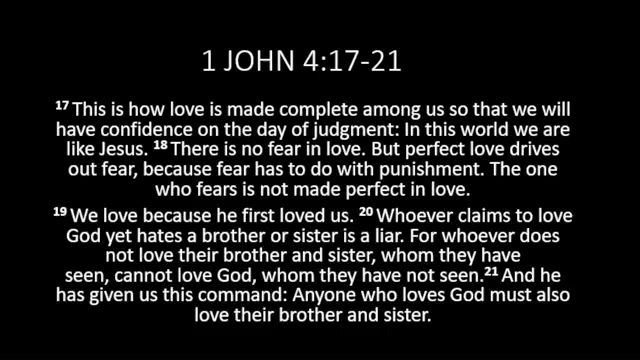 1 JOHN 4:17-21
17 This is how love is made complete among us so that we will
have confidence on the day of judgment: In this world we are
like Jesus. 18 There is no fear in love. But perfect love drives
out fear, because fear has to do with punishment. The one
who fears is not made perfect in love.
19 We love because he first loved us. 20 Whoever claims to love
God yet hates a brother or sister is a liar. For whoever does
not love their brother and sister, whom they have
seen, cannot love God, whom they have not seen.21 And he
has given us this command: Anyone who loves God must also
love their brother and sister.